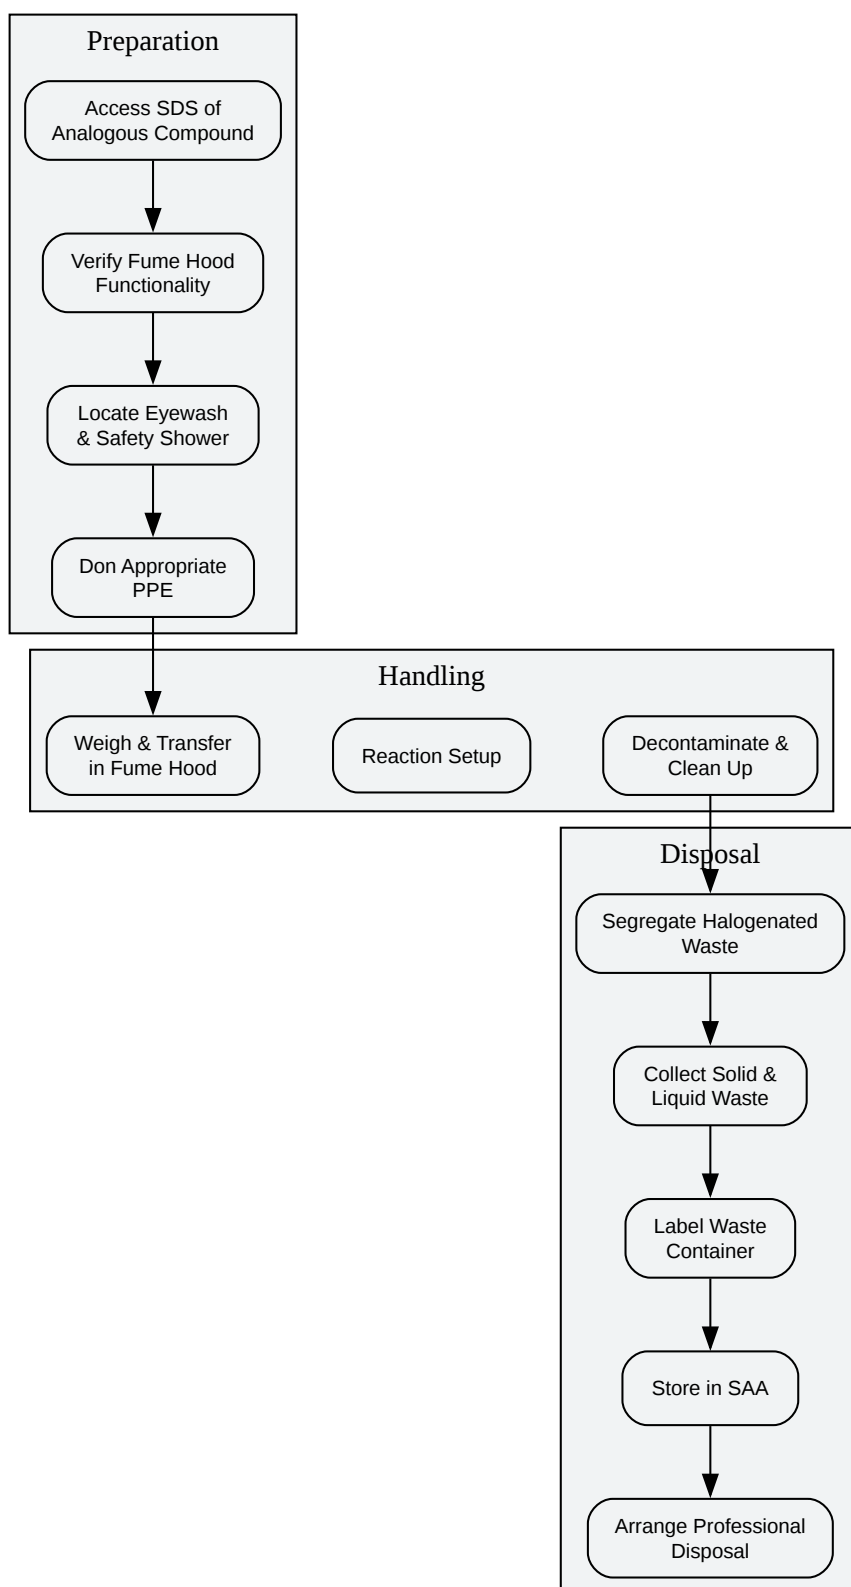 Preparation
Access SDS of
Analogous Compound
Verify Fume Hood
Functionality
Locate Eyewash
& Safety Shower
Don Appropriate
PPE
Handling
Weigh & Transfer
in Fume Hood
Reaction Setup
Decontaminate &
Clean Up
Disposal
Segregate Halogenated
Waste
Collect Solid &
Liquid Waste
Label Waste
Container
Store in SAA
Arrange Professional
Disposal